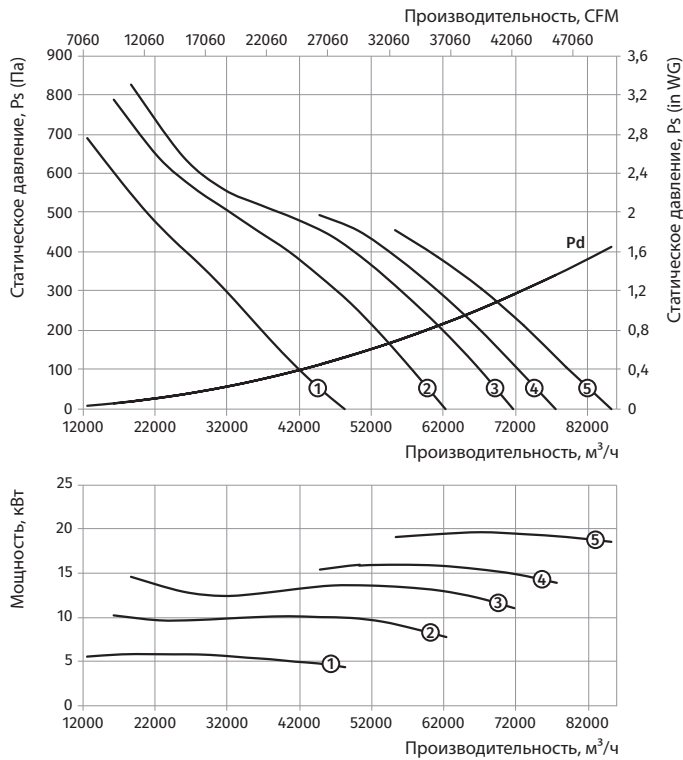 Производительность, CFM
7060 12060 17060 22060 27060 32060 37060 42060 47060
Статическое давление, Ps (Па)
900 3,6
800 3,2
700 2,8
600 2,4
500 2
400 1,6
300 1,2
200 0,8
100 0,4
0 0
Статическое давление, Ps (in WG)
Pd
1 2 3 4 5
12000 22000 32000 42000 52000 62000 72000 82000
Производительность, м³/ч
Мощность, кВт
25
20
15
10
5
0
5
4
3
2
1
12000 22000 32000 42000 52000 62000 72000 82000
Производительность, м³/ч